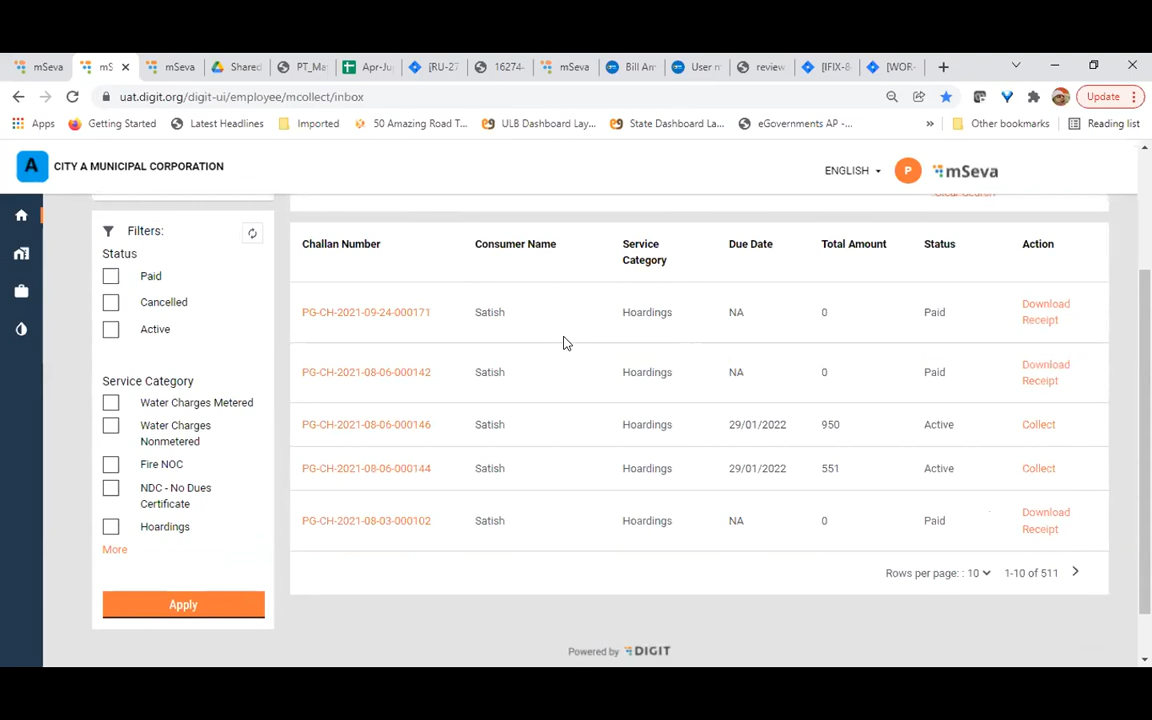 mSeva
mS
mSeva
Shared
PT_Ma
Apr-Ju
[RU-27
16274
mSeva
Bill Am
User n
review
[IFIX-8
[WOR-
uat.digit.org/digit-ui/employee/mcollect/inbox
Update
Apps
Getting Started
Latest Headlines
Imported
50 Amazing Road T...
ULB Dashboard Lay...
State Dashboard La...
eGovernments AP -...
»
Other bookmarks
Reading list
A
CITY A MUNICIPAL CORPORATION
ENGLISH
P
mSeva
Filters:
Status
Paid
Cancelled
Active
Service Category
Water Charges Metered
Water Charges
Nonmetered
Fire NOC
NDC - No Dues
Certificate
Hoardings
More
Apply
Challan Number Consumer Name Service Due Date Total Amount Status Action
Category
PG-CH-2021-09-24-000171 Satish Hoardings NA 0 Paid Download
Receipt
PG-CH-2021-08-06-000142 Satish Hoardings NA 0 Paid Download
Receipt
PG-CH-2021-08-06-000146 Satish Hoardings 29/01/2022 950 Active Collect
PG-CH-2021-08-06-000144 Satish Hoardings 29/01/2022 551 Active Collect
PG-CH-2021-08-03-000102 Satish Hoardings NA 0 Paid Download
Receipt
Rows per page: : 10 1-10 of 511
Powered by DIGIT